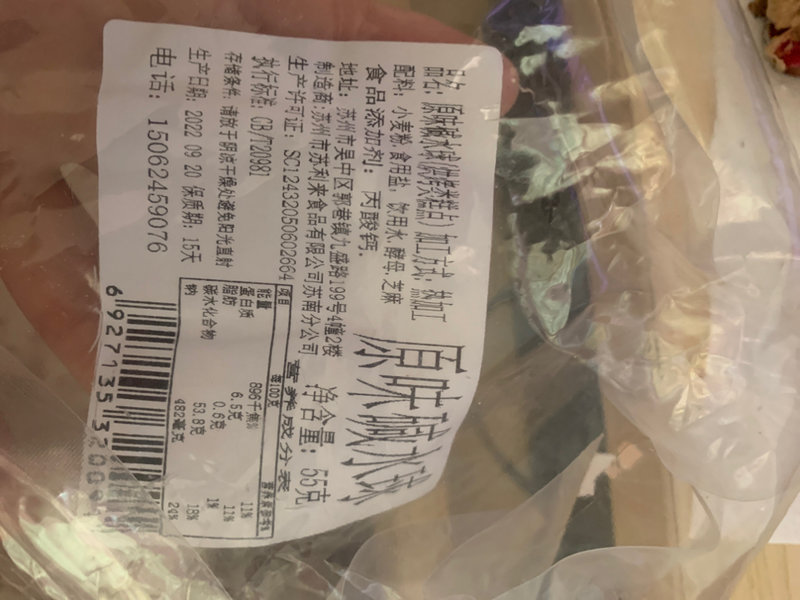 品名: 原味碱水球(烘烤类糕点) 加工方式: 热加工
配料: 小麦粉, 食用盐, 饮用水, 酵母, 芝麻
食品添加剂: 丙酸钙.
原味碱水球
地址: 苏州市吴中区郭巷镇九盛路199号4幢2楼
制造商:苏州市苏利来食品有限公司苏南分公司
净含量: 55克
生产许可证: SC12432050602664
执行标准: GB/T20981
存储条件: 请放于阴凉干燥处避免阳光直射
生产日期: 2022 09 20 保质期: 15天
电话: 15062459076
营养成分表
项目 每100克 营养素参考值
能量 896千焦 11%
蛋白质 6.5克 11%
脂肪 0.6克 1%
碳水化合物 53.8克 18%
钠 482毫克 24%
6 927135 3200